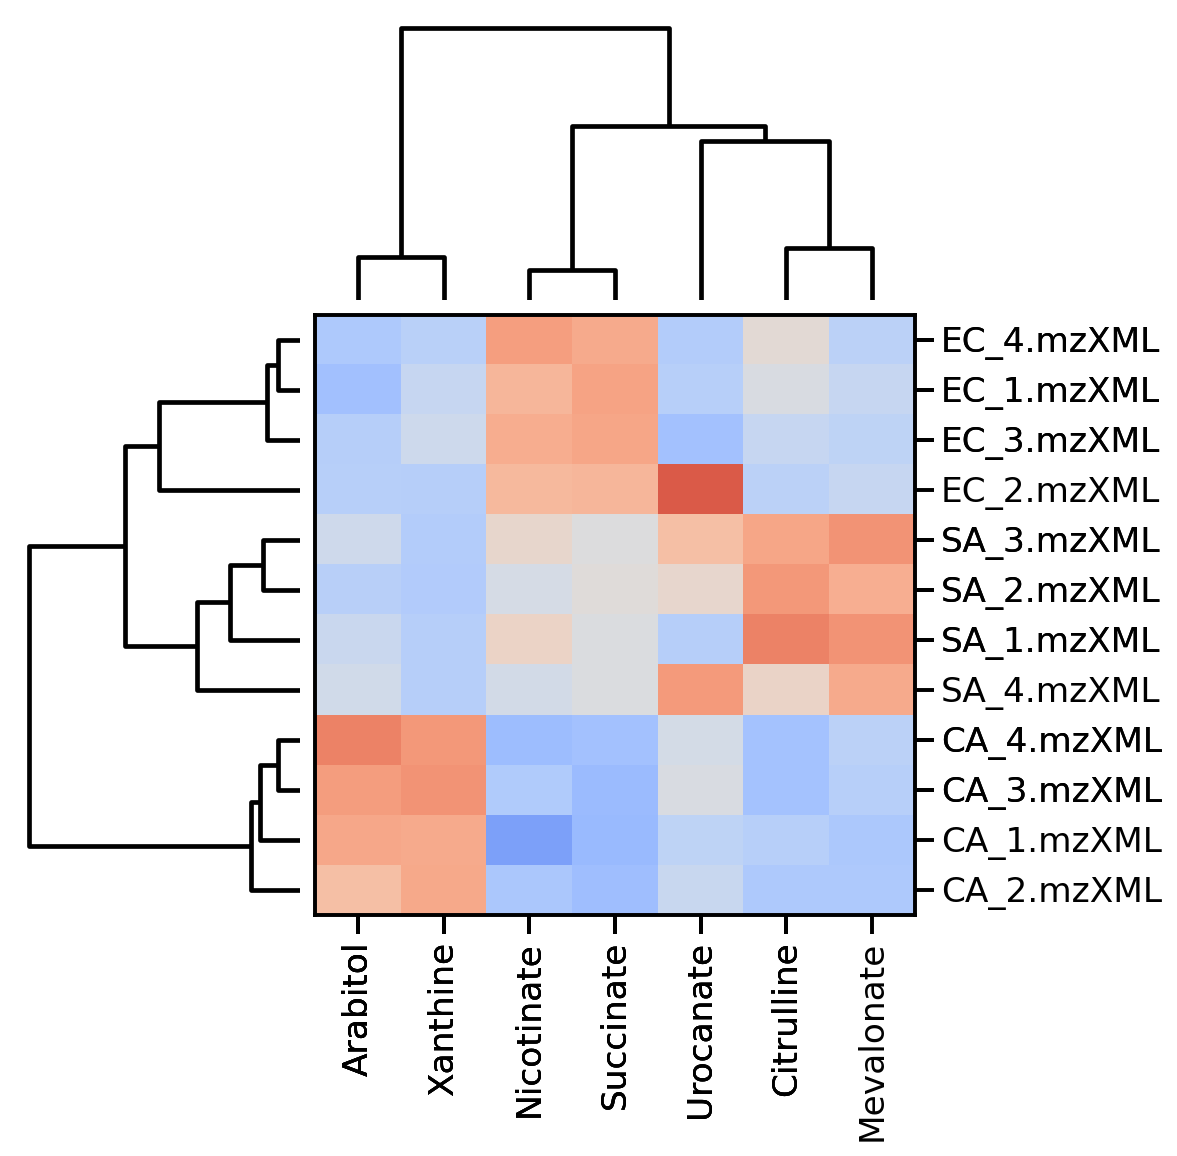 EC_4.mzXML
EC_1.mzXML
EC_3.mzXML
EC_2.mzXML
SA_3.mzXML
SA_2.mzXML
SA_1.mzXML
SA_4.mzXML
CA_4.mzXML
CA_3.mzXML
CA_1.mzXML
CA_2.mzXML
Arabitol
Xanthine
Nicotinate
Succinate
Urocanate
Citrulline
Mevalonate